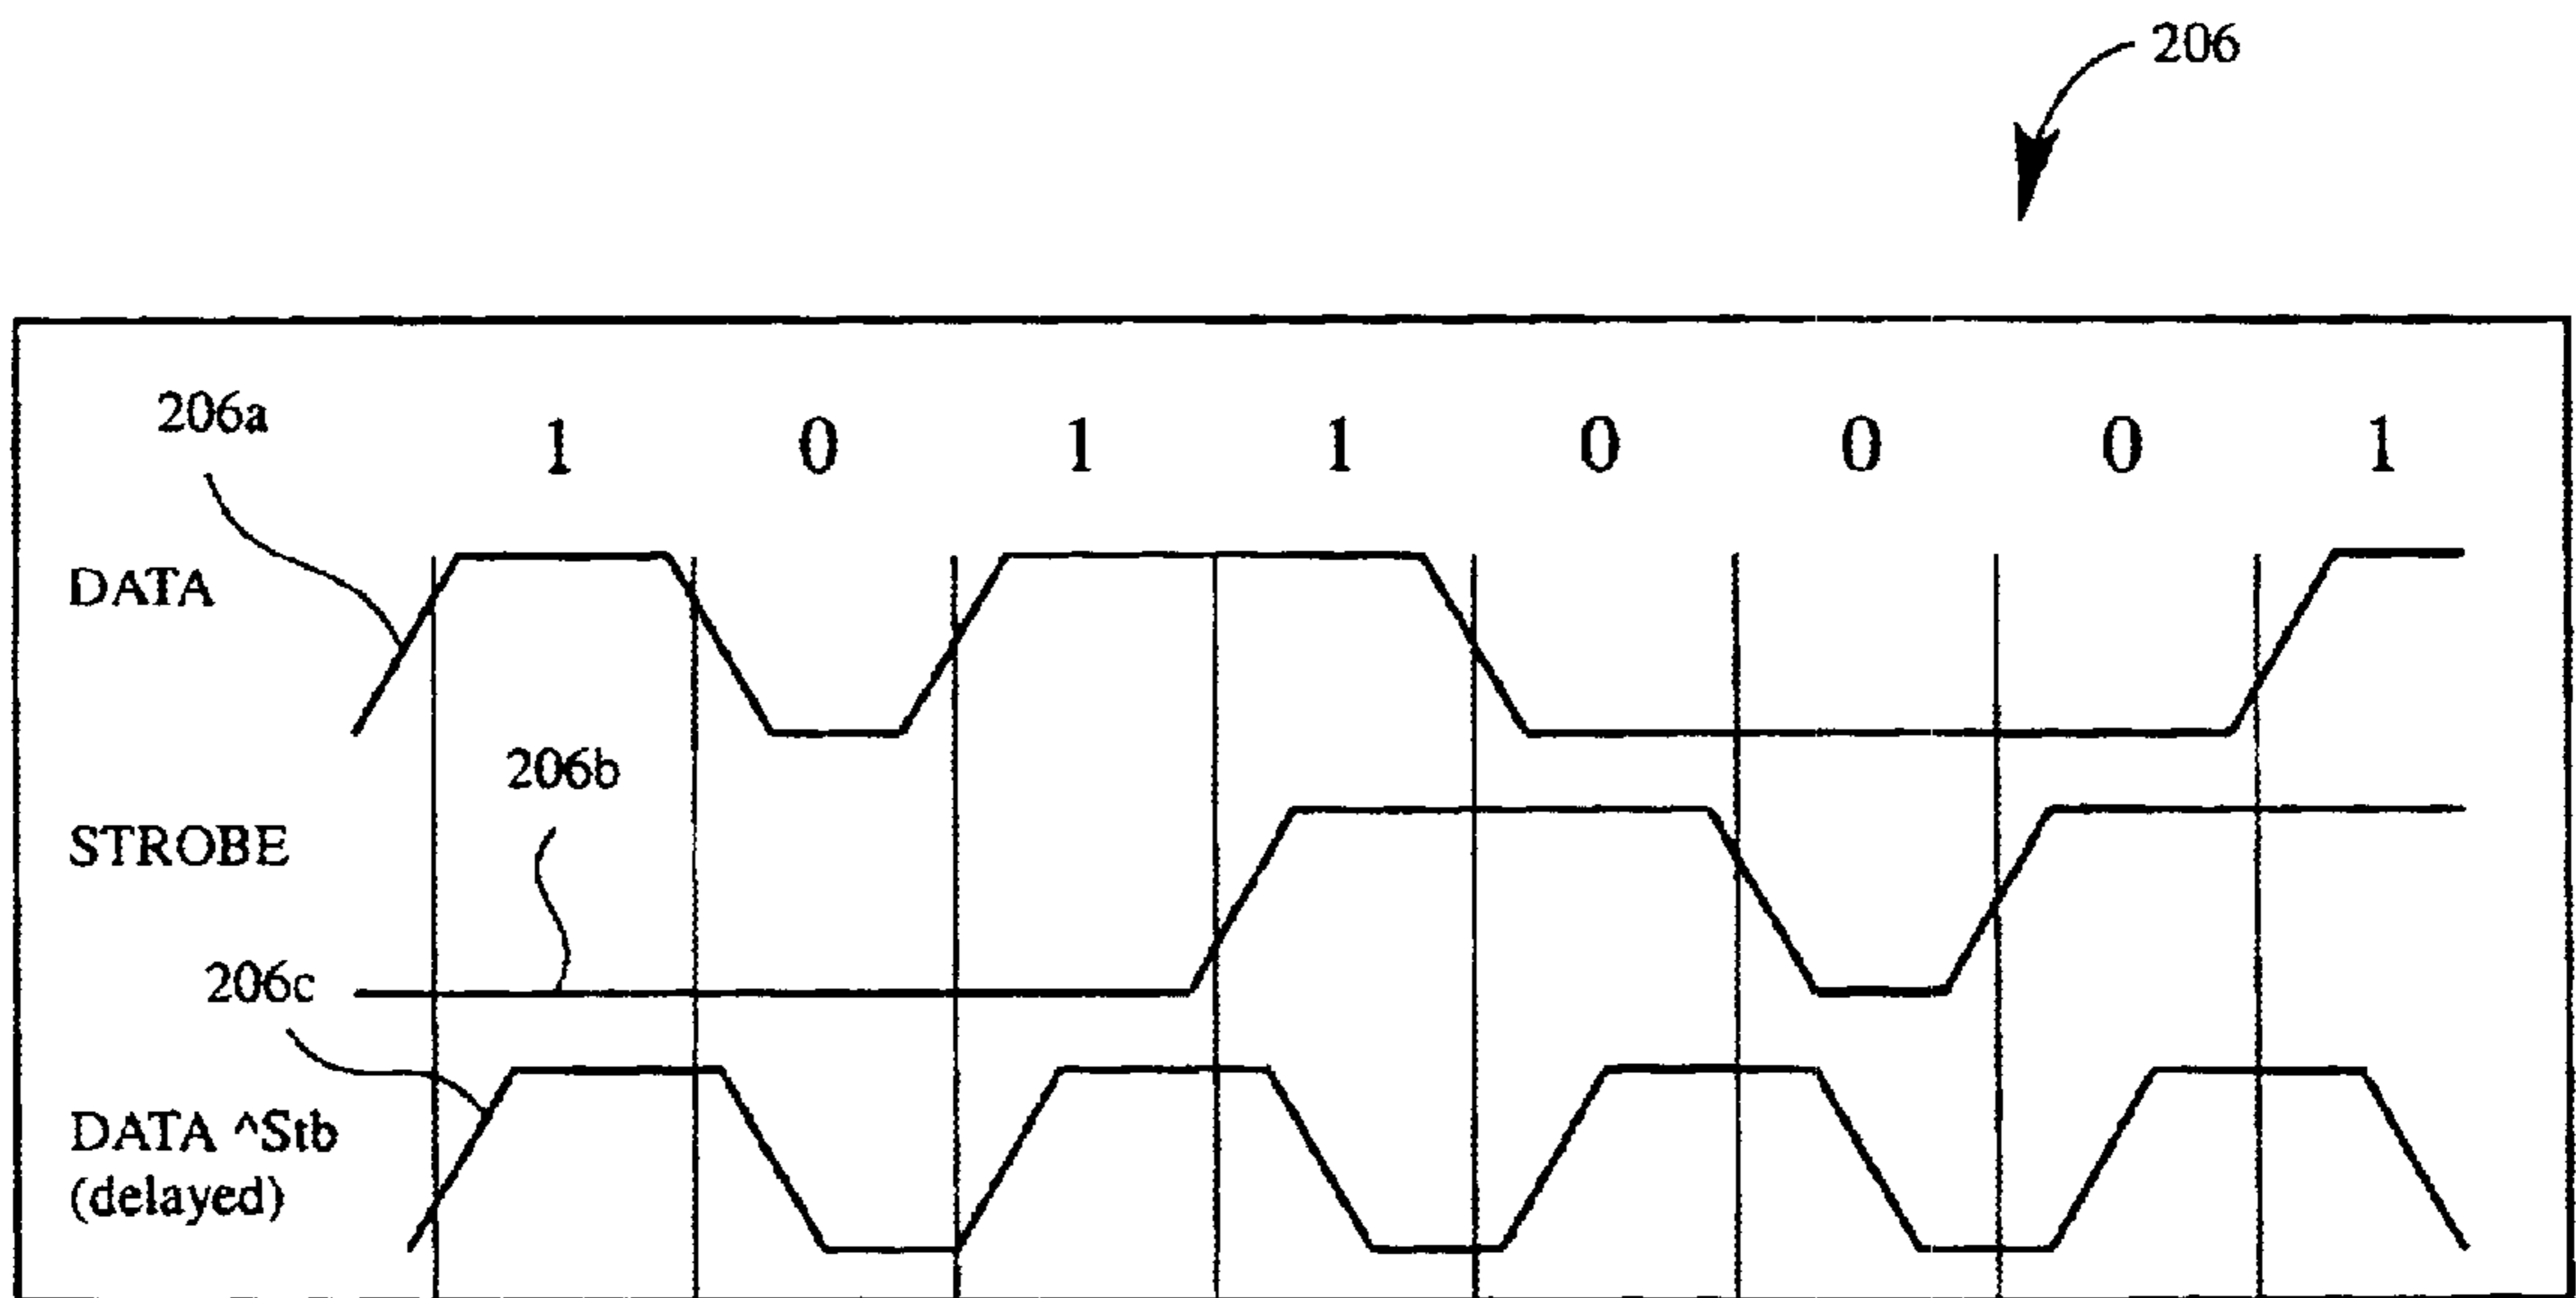 206
206a
1 0 1 1 0 0 0 1
DATA
206b
STROBE
206c
DATA ^Stb
(delayed)